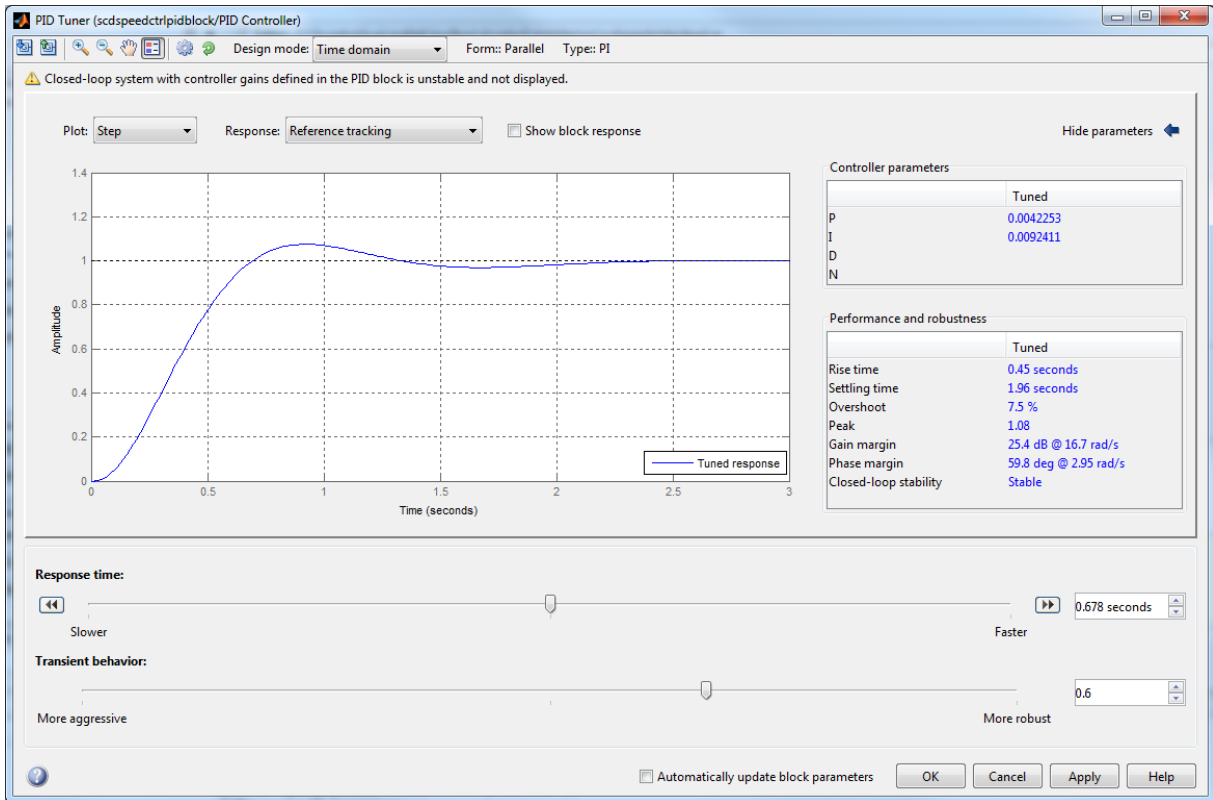 PID Tuner (scdspeedctrlpidblock/PID Controller)
Design mode: Time domain Form:: Parallel Type:: PI
Closed-loop system with controller gains defined in the PID block is unstable and not displayed.
Plot: Step Response: Reference tracking Show block response Hide parameters
1.4
1.2
1
0.8
0.6
0.4
0.2
0
Amplitude
0 0.5 1 1.5 2 2.5 3
Time (seconds)
Tuned response
Controller parameters
Tuned
P 0.0042253
I 0.0092411
D
N
Performance and robustness
Tuned
Rise time 0.45 seconds
Settling time 1.96 seconds
Overshoot 7.5 %
Peak 1.08
Gain margin 25.4 dB @ 16.7 rad/s
Phase margin 59.8 deg @ 2.95 rad/s
Closed-loop stability Stable
Response time:
0.678 seconds
Slower Faster
Transient behavior:
0.6
More aggressive More robust
Automatically update block parameters OK Cancel Apply Help